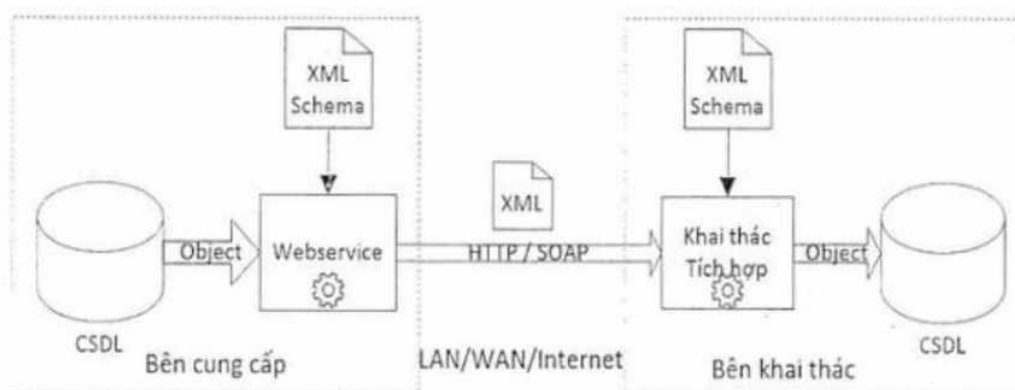 XML
Schema
XML
Schema
XML
Object
Webservice
HTTP / SOAP
Khai thác
Tích hợp
Object
CSDL
CSDL
Bên cung cấp
LAN/WAN/Internet
Bên khai thác